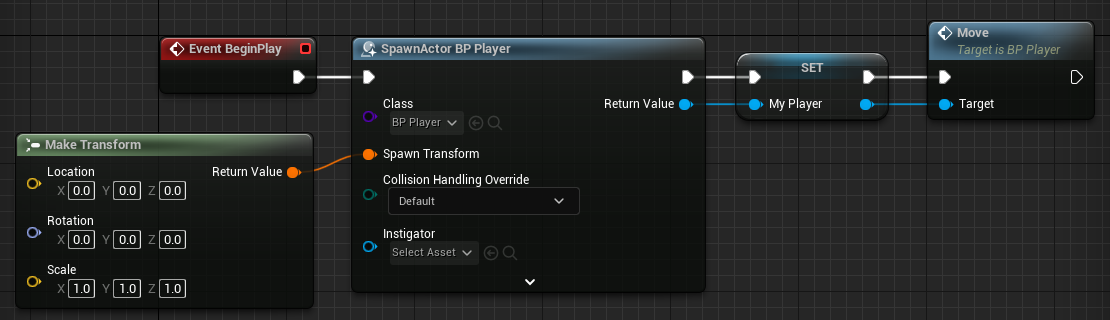 Event BeginPlay
SpawnActor BP Player
Class
BP Player
Return Value
Spawn Transform
Collision Handling Override
Default
Instigator
Select Asset
SET
My Player
Move
Target is BP Player
Target
Make Transform
Location
X 0.0 Y 0.0 Z 0.0
Return Value
Rotation
X 0.0 Y 0.0 Z 0.0
Scale
X 1.0 Y 1.0 Z 1.0